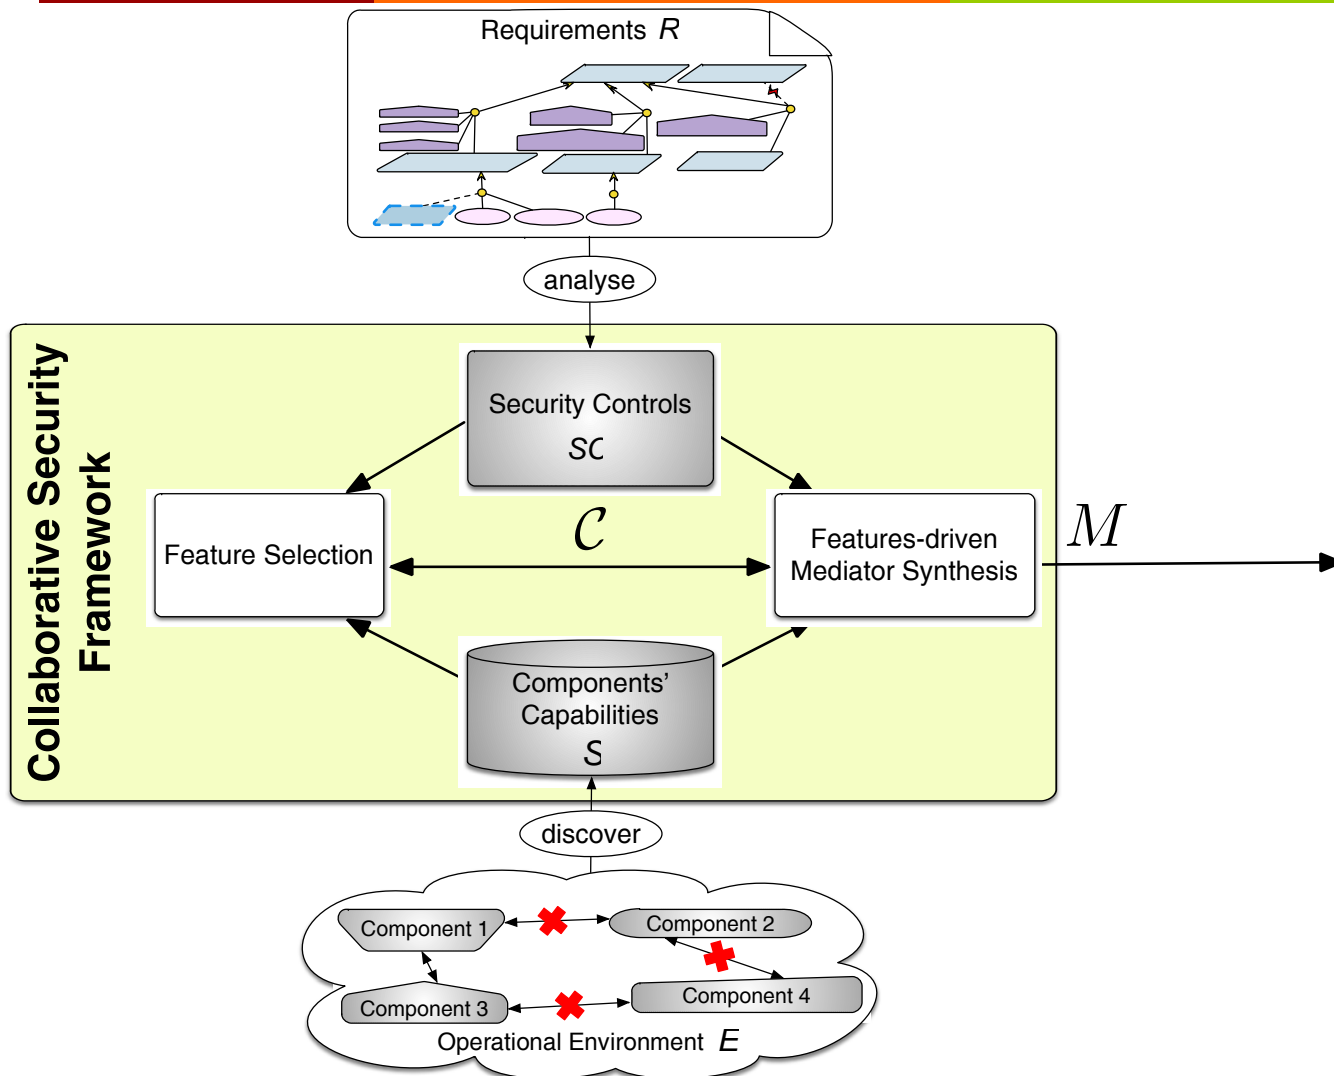 Requirements R
analyse
Collaborative Security
Framework
Security Controls
SC
Feature Selection
C
Features-driven
Mediator Synthesis
M
Components'
Capabilities
S
discover
Component 1
Component 2
Component 3
Component 4
Operational Environment E